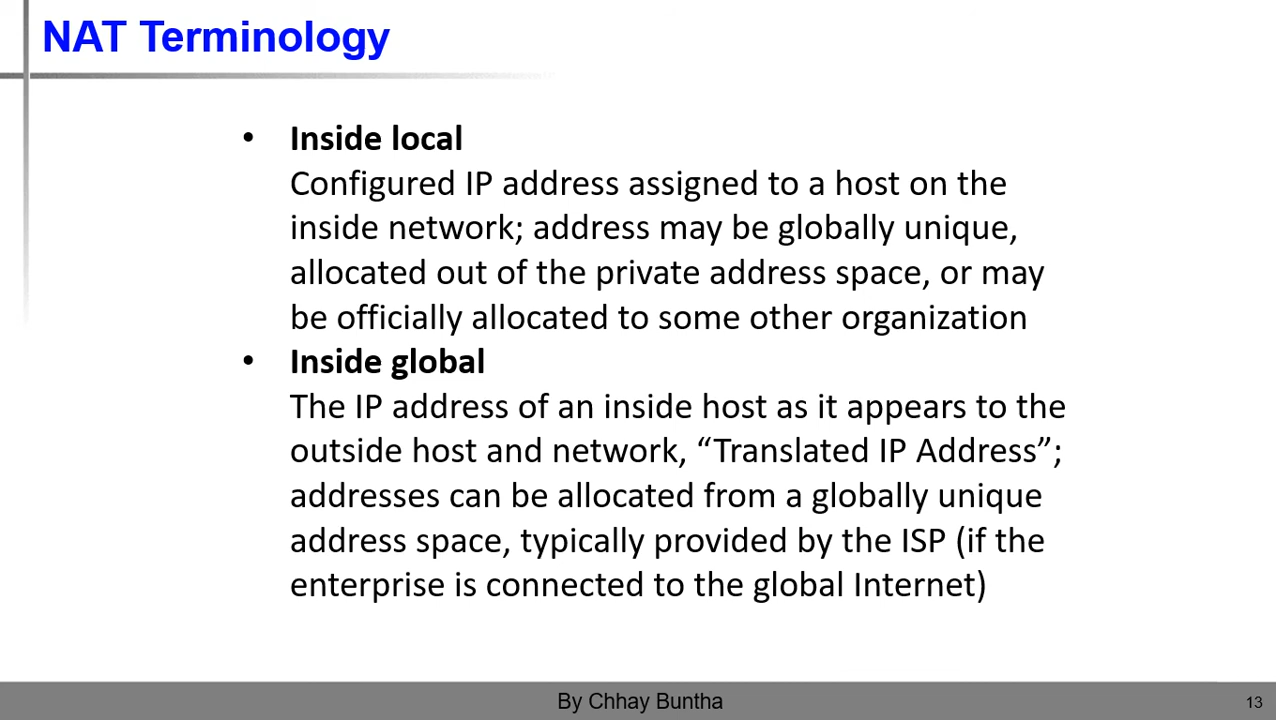 NAT Terminology
• Inside local
Configured IP address assigned to a host on the
inside network; address may be globally unique,
allocated out of the private address space, or may
be officially allocated to some other organization
• Inside global
The IP address of an inside host as it appears to the
outside host and network, “Translated IP Address”;
addresses can be allocated from a globally unique
address space, typically provided by the ISP (if the
enterprise is connected to the global Internet)
By Chhay Buntha
13